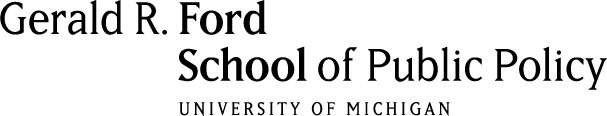 Gerald R. Ford
School of Public Policy
UNIVERSITY OF MICHIGAN